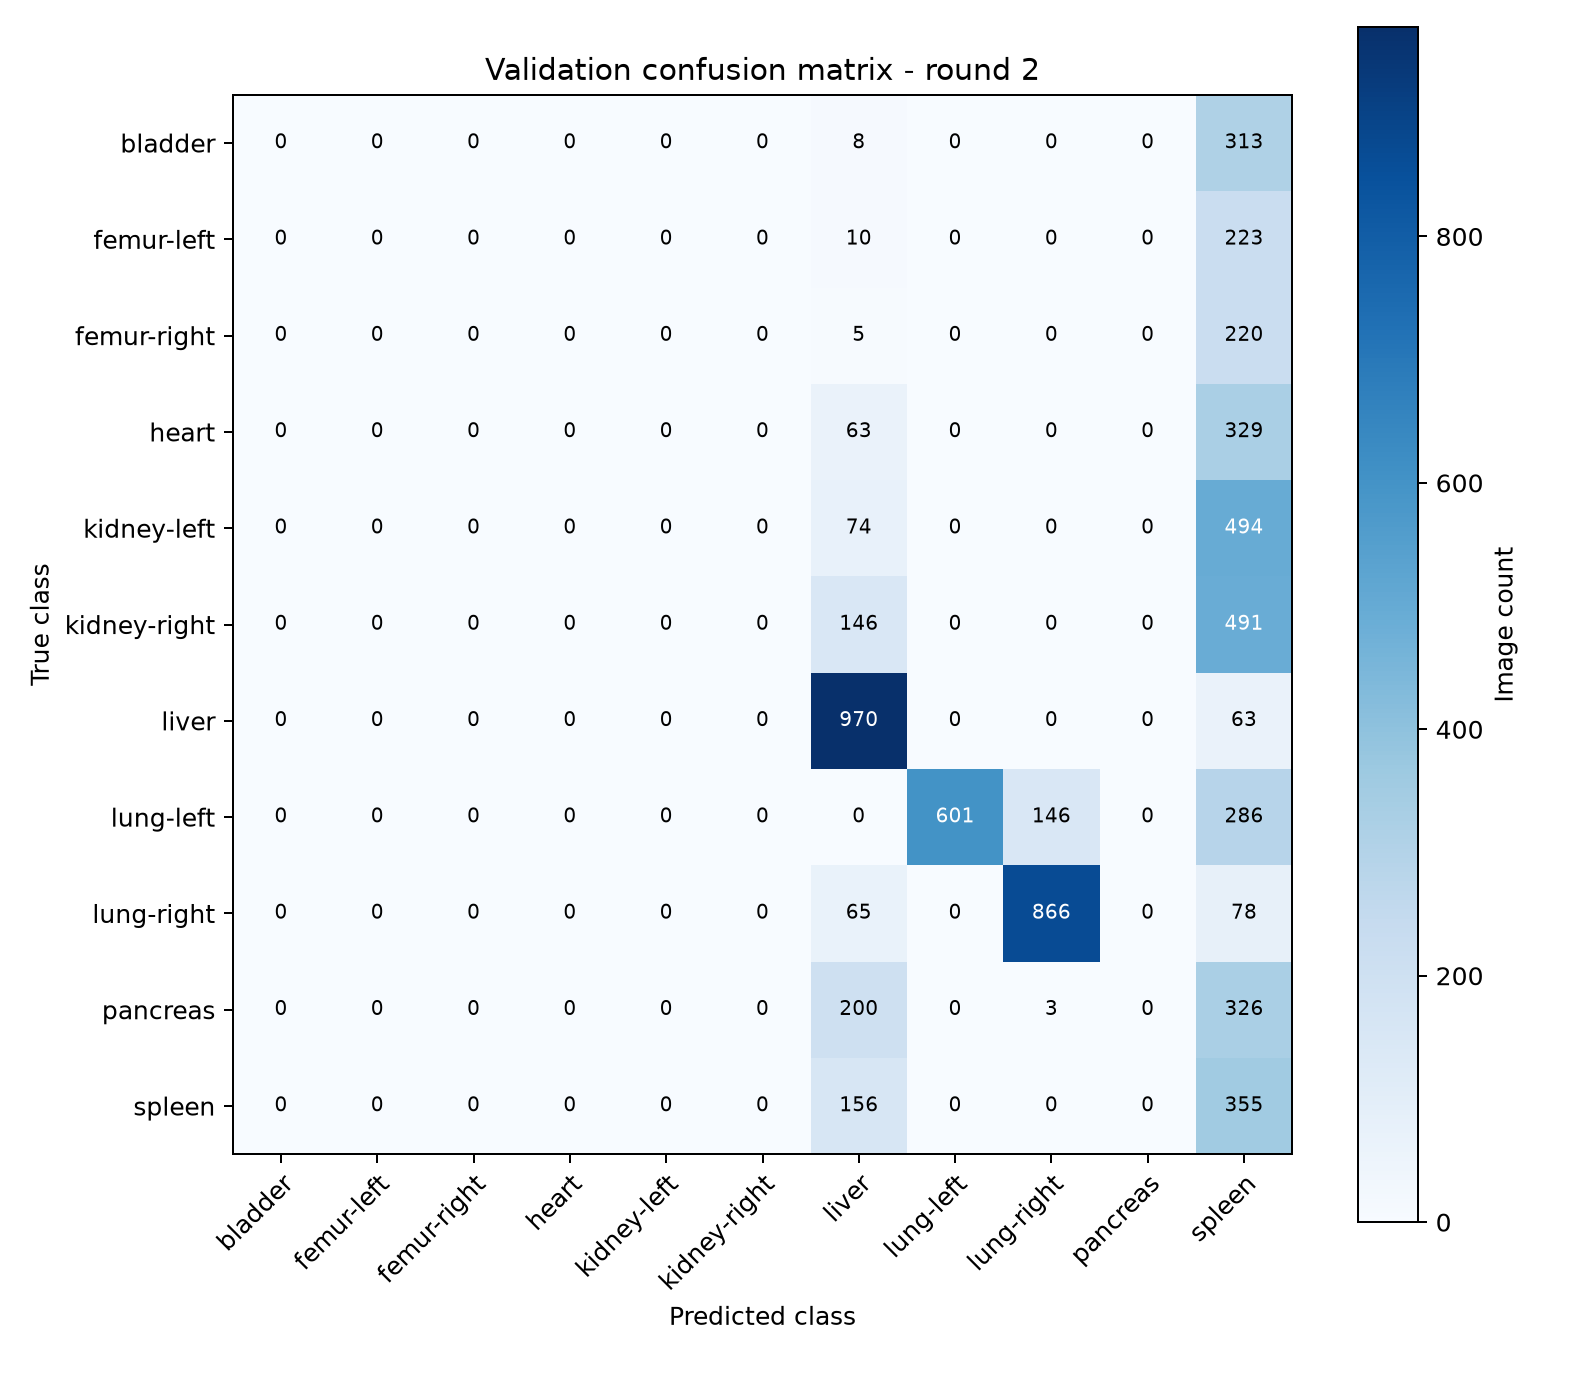 Validation confusion matrix - round 2
bladder 0 0 0 0 0 0 8 0 0 0 313
femur-left 0 0 0 0 0 0 10 0 0 0 223
femur-right 0 0 0 0 0 0 5 0 0 0 220
heart 0 0 0 0 0 0 63 0 0 0 329
kidney-left 0 0 0 0 0 0 74 0 0 0 494
kidney-right 0 0 0 0 0 0 146 0 0 0 491
liver 0 0 0 0 0 0 970 0 0 0 63
lung-left 0 0 0 0 0 0 0 601 146 0 286
lung-right 0 0 0 0 0 0 65 0 866 0 78
pancreas 0 0 0 0 0 0 200 0 3 0 326
spleen 0 0 0 0 0 0 156 0 0 0 355
True class
bladder femur-left femur-right heart kidney-left kidney-right liver lung-left lung-right pancreas spleen
Predicted class
800
600
400
200
0
Image count